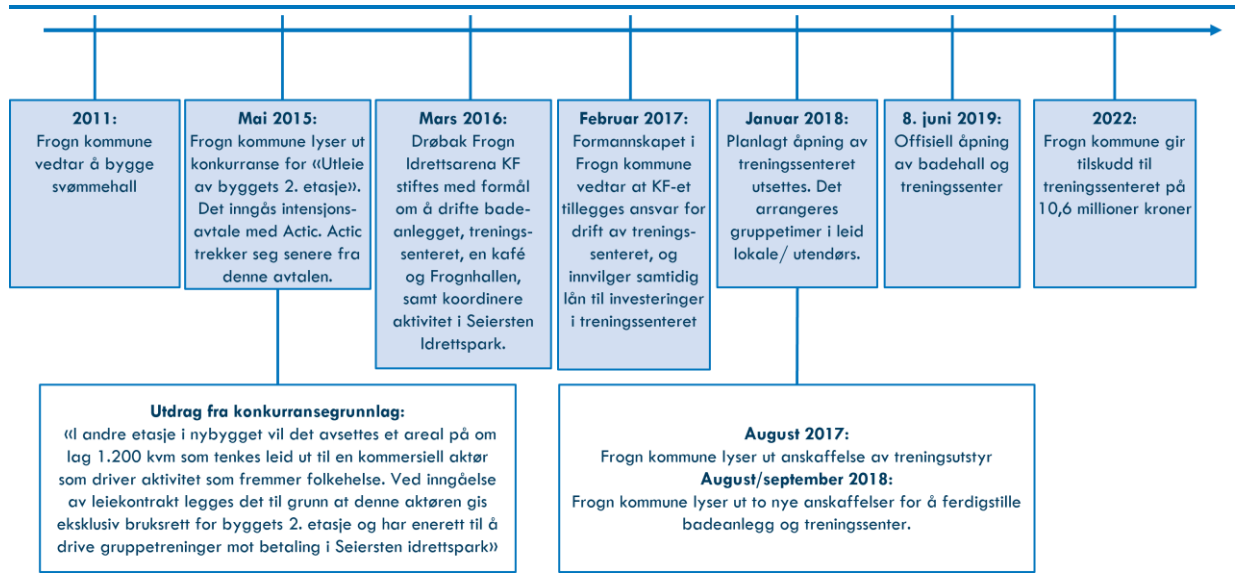 2011:
Frogn kommune
vedtar å bygge
svømmehall
Mai 2015:
Frogn kommune lyser ut
konkurranse for «Utleie
av byggets 2. etasje».
Det inngås intensjons-
avtale med Actic. Actic
trekker seg senere fra
denne avtalen.
Mars 2016:
Drøbak Frogn
Idrettsarena KF
stiftes med formål
om å drifte bade-
anlegget, trenings-
senteret, en kafé
og Frognhallen,
samt koordinere
aktivitet i Seiersten
Idrettspark.
Februar 2017:
Formannskapet i
Frogn kommune
vedtar at KF-et
tillegges ansvar for
drift av trenings-
senteret, og
innvilger samtidig
lån til investeringer
i treningssenteret
Januar 2018:
Planlagt åpning av
treningssenteret
utsettes. Det
arrangeres
gruppetimer i leid
lokale/ utendørs.
8. juni 2019:
Offisiell åpning
av badehall og
treningssenter
2022:
Frogn kommune gir
tilskudd til
treningssenteret på
10,6 millioner kroner
Utdrag fra konkurransegrunnlag:
«I andre etasje i nybygget vil det avsettes et areal på om
lag 1.200 kvm som tenkes leid ut til en kommersiell aktør
som driver aktivitet som fremmer folkehelse. Ved inngåelse
av leiekontrakt legges det til grunn at denne aktøren gis
eksklusiv bruksrett for byggets 2. etasje og har enerett til å
drive gruppetreninger mot betaling i Seiersten idrettspark»
August 2017:
Frogn kommune lyser ut anskaffelse av treningsutstyr
August/september 2018:
Frogn kommune lyser ut to nye anskaffelser for å ferdigstille
badeanlegg og treningssenter.